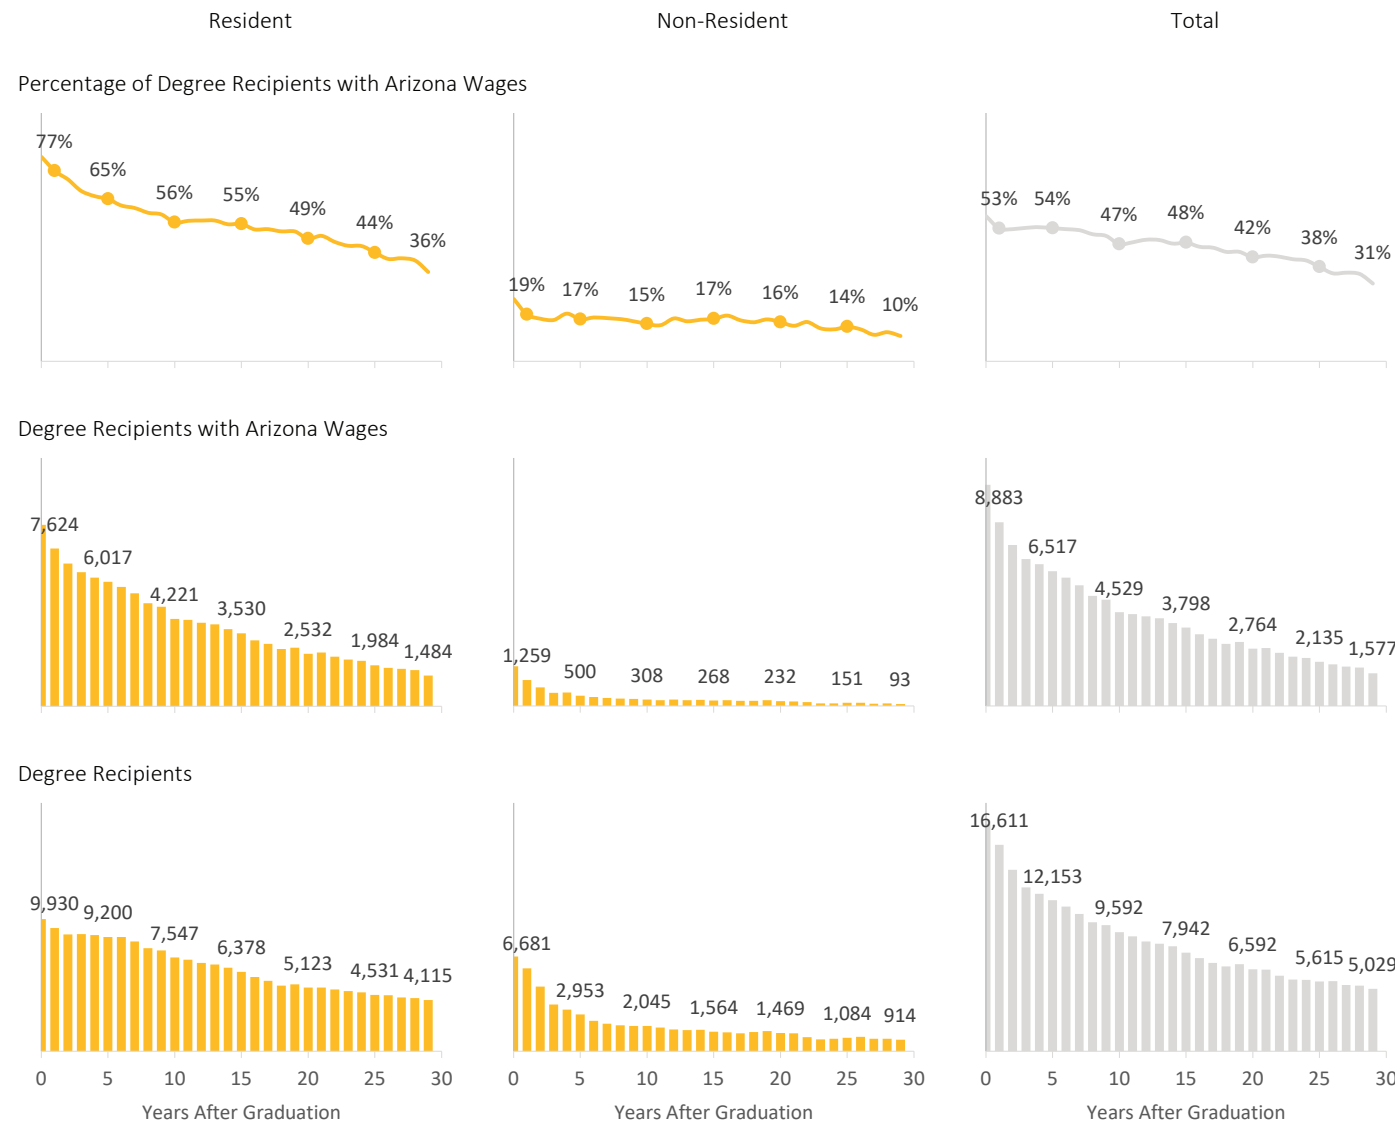 Resident Non-Resident Total
Percentage of Degree Recipients with Arizona Wages
77% 65% 56% 55% 49% 44% 36%
19% 17% 15% 17% 16% 14% 10%
53% 54% 47% 48% 42% 38% 31%
Degree Recipients with Arizona Wages
7,624 6,017 4,221 3,530 2,532 1,984 1,484
1,259 500 308 268 232 151 93
8,883 6,517 4,529 3,798 2,764 2,135 1,577
Degree Recipients
9,930 9,200 7,547 6,378 5,123 4,531 4,115
6,681 2,953 2,045 1,564 1,469 1,084 914
16,611 12,153 9,592 7,942 6,592 5,615 5,029
0 5 10 15 20 25 30
0 5 10 15 20 25 30
0 5 10 15 20 25 30
Years After Graduation Years After Graduation Years After Graduation